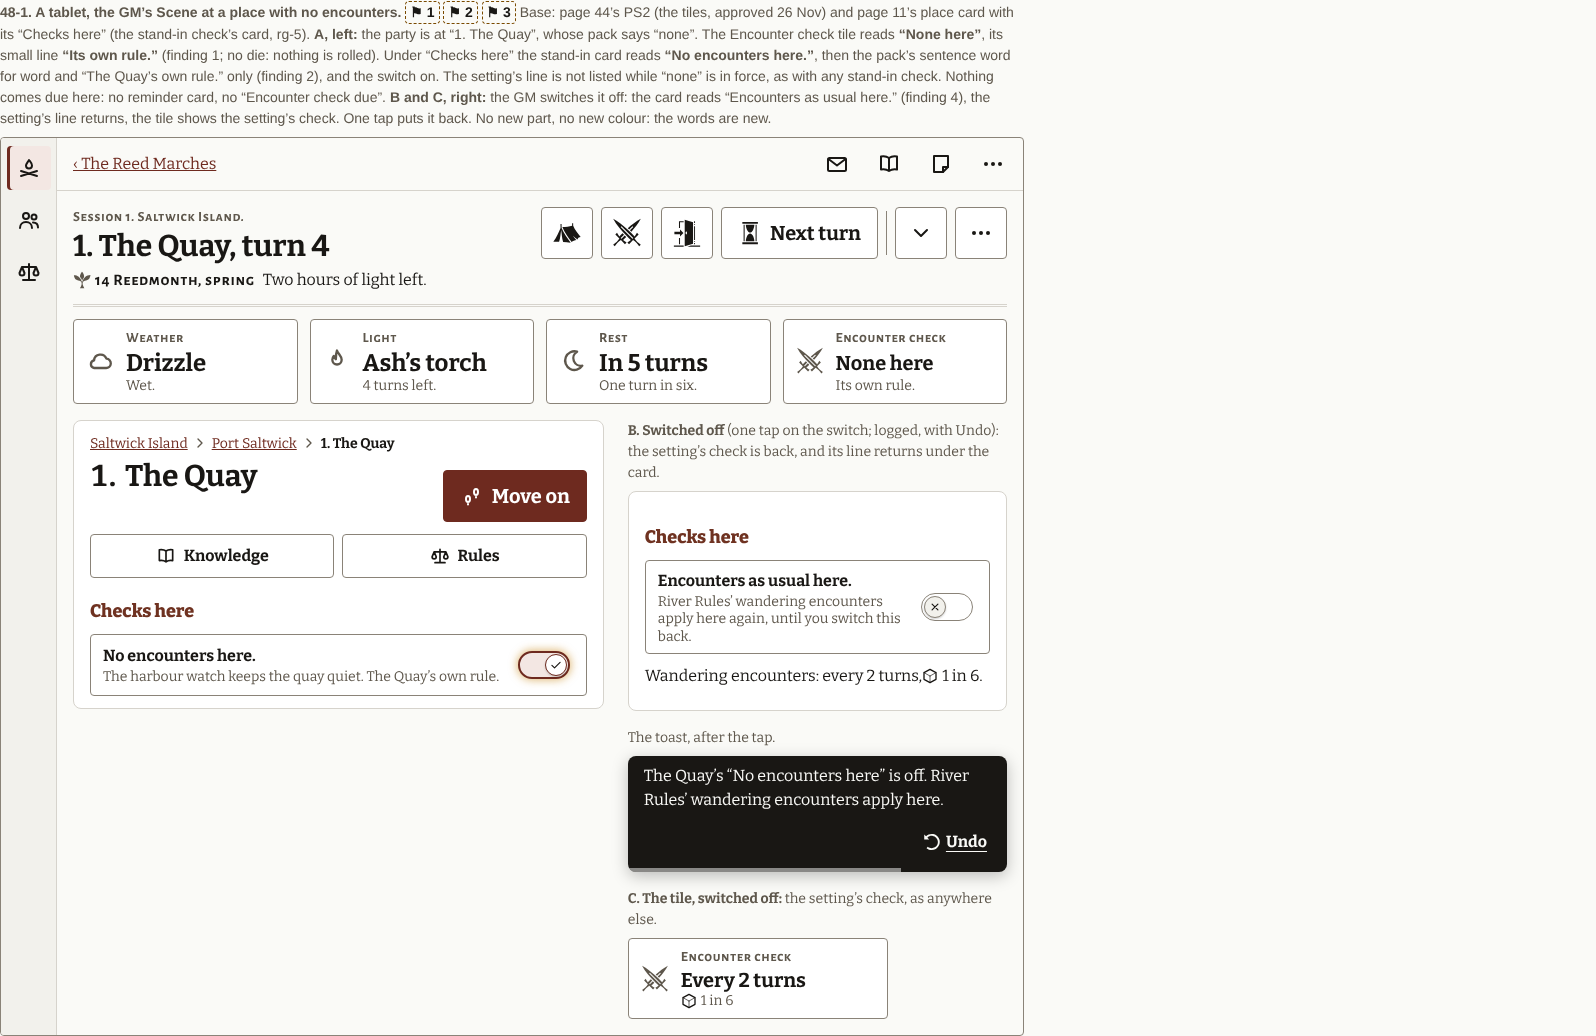 48-1. A tablet, the GM’s Scene at a place with no encounters. ⚑ 1 ⚑ 2 ⚑ 3 Base: page 44’s PS2 (the tiles, approved 26 Nov) and page 11’s place card with
its “Checks here” (the stand-in check’s card, rg-5). A, left: the party is at “1. The Quay”, whose pack says “none”. The Encounter check tile reads “None here”, its
small line “Its own rule.” (finding 1; no die: nothing is rolled). Under “Checks here” the stand-in card reads “No encounters here.”, then the pack’s sentence word
for word and “The Quay’s own rule.” only (finding 2), and the switch on. The setting’s line is not listed while “none” is in force, as with any stand-in check. Nothing
comes due here: no reminder card, no “Encounter check due”. B and C, right: the GM switches it off: the card reads “Encounters as usual here.” (finding 4), the
setting’s line returns, the tile shows the setting’s check. One tap puts it back. No new part, no new colour: the words are new.
‹ The Reed Marches
Session 1. Saltwick Island.
1. The Quay, turn 4
14 Reedmonth, spring Two hours of light left.
Next turn
Weather
Drizzle
Wet.
Light
Ash’s torch
4 turns left.
Rest
In 5 turns
One turn in six.
Encounter check
None here
Its own rule.
Saltwick Island > Port Saltwick > 1. The Quay
1. The Quay
Move on
Knowledge
Rules
Checks here
No encounters here.
The harbour watch keeps the quay quiet. The Quay’s own rule.
B. Switched off (one tap on the switch; logged, with Undo):
the setting’s check is back, and its line returns under the
card.
Checks here
Encounters as usual here.
River Rules’ wandering encounters
apply here again, until you switch this
back.
Wandering encounters: every 2 turns, 1 in 6.
The toast, after the tap.
The Quay’s “No encounters here” is off. River
Rules’ wandering encounters apply here.
Undo
C. The tile, switched off: the setting’s check, as anywhere
else.
Encounter check
Every 2 turns
1 in 6